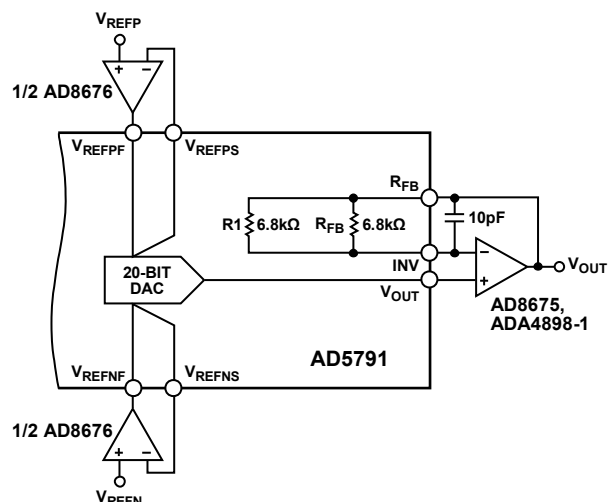 VREFP
1/2 AD8676
VREFPF
VREFPS
RFB
R1
6.8kΩ
RFB
6.8kΩ
10pF
20-BIT
DAC
INV
VOUT
VOUT
AD8675,
ADA4898-1
AD5791
VREFNF
VREFNS
1/2 AD8676
VREFN